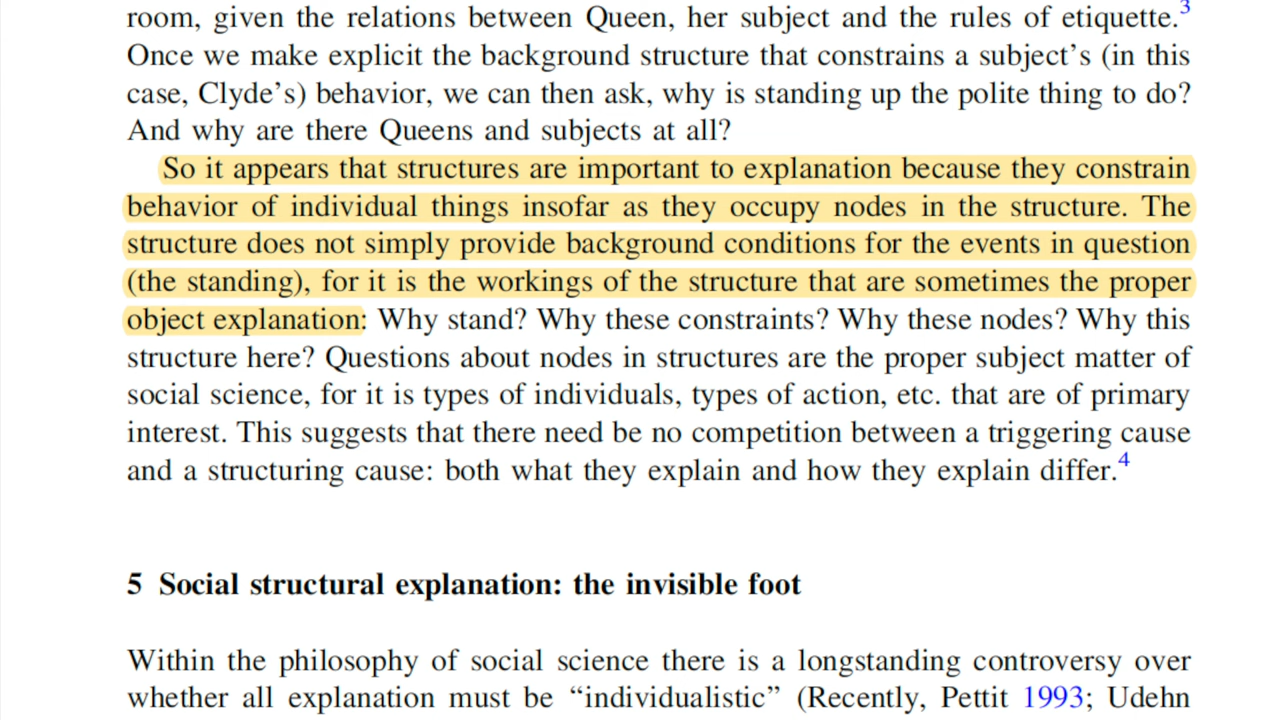 room, given the relations between Queen, her subject and the rules of etiquette.3
Once we make explicit the background structure that constrains a subject’s (in this
case, Clyde’s) behavior, we can then ask, why is standing up the polite thing to do?
And why are there Queens and subjects at all?
So it appears that structures are important to explanation because they constrain
behavior of individual things insofar as they occupy nodes in the structure. The
structure does not simply provide background conditions for the events in question
(the standing), for it is the workings of the structure that are sometimes the proper
object explanation: Why stand? Why these constraints? Why these nodes? Why this
structure here? Questions about nodes in structures are the proper subject matter of
social science, for it is types of individuals, types of action, etc. that are of primary
interest. This suggests that there need be no competition between a triggering cause
and a structuring cause: both what they explain and how they explain differ.4
5 Social structural explanation: the invisible foot
Within the philosophy of social science there is a longstanding controversy over
whether all explanation must be “individualistic” (Recently, Pettit 1993; Udehn